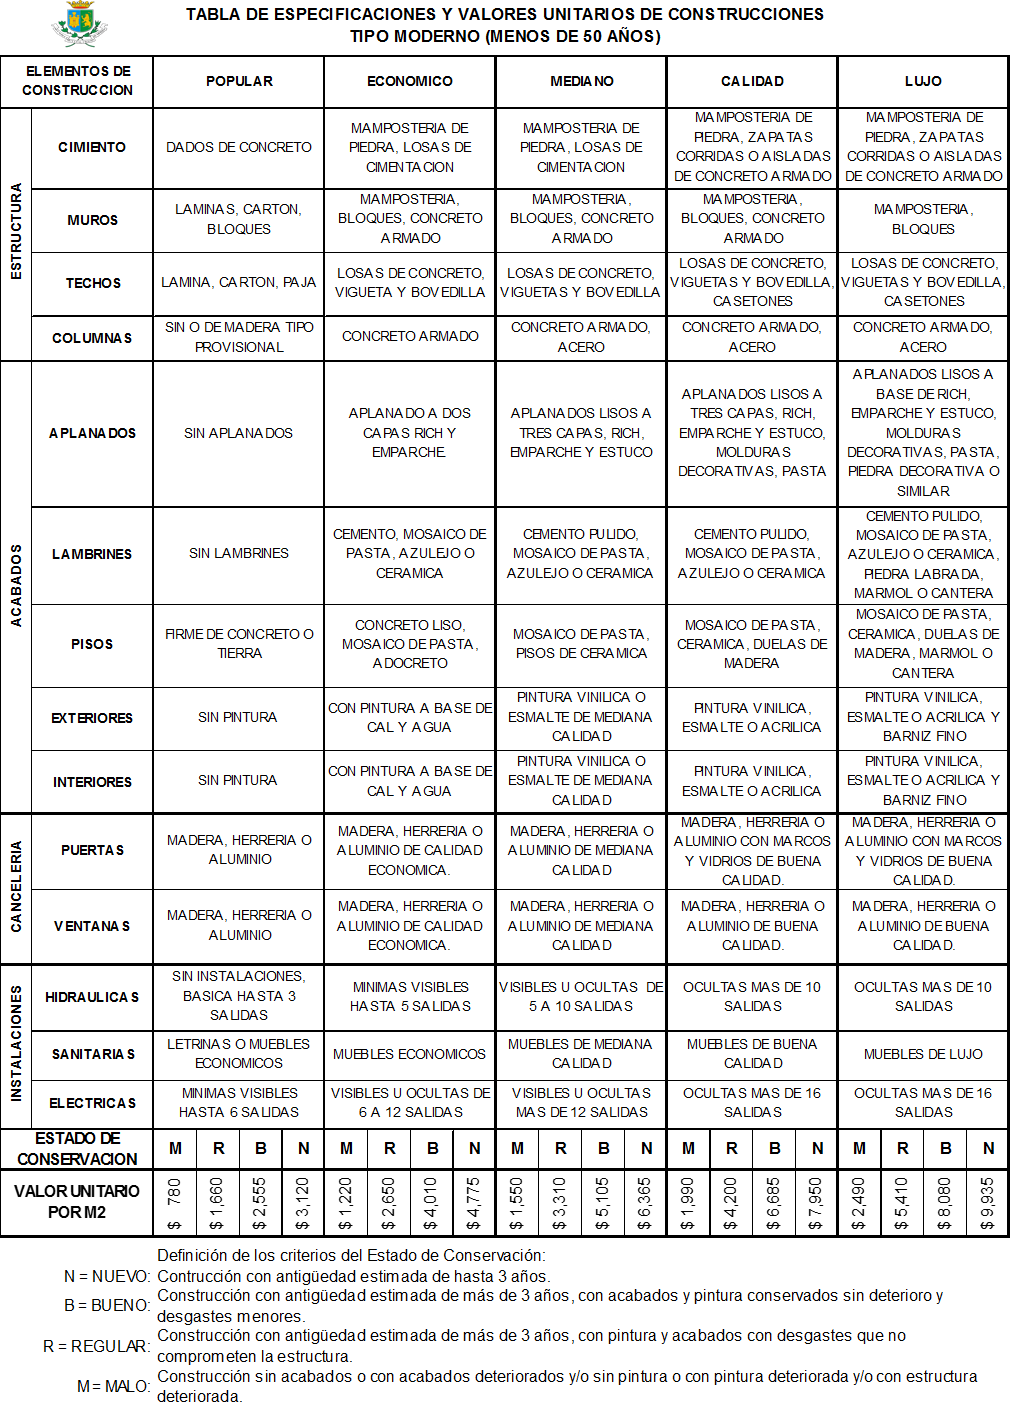 TABLA DE ESPECIFICACIONES Y VALORES UNITARIOS DE CONSTRUCCIONES
TIPO MODERNO (MENOS DE 50 AÑOS)
ELEMENTOS DE
CONSTRUCCION
POPULAR
ECONOMICO
MEDIANO
CALIDAD
LUJO
ESTRUCTURA
CIMIENTO
DADOS DE CONCRETO
MAMPOSTERIA DE
PIEDRA, LOSAS DE
CIMENTACION
MAMPOSTERIA DE
PIEDRA, LOSAS DE
CIMENTACION
MAMPOSTERIA DE
PIEDRA, ZAPATAS
CORRIDAS O AISLADAS
DE CONCRETO ARMADO
MAMPOSTERIA DE
PIEDRA, ZAPATAS
CORRIDAS O AISLADAS
DE CONCRETO ARMADO
MUROS
LAMINAS, CARTON,
BLOQUES
MAMPOSTERIA,
BLOQUES, CONCRETO
ARMADO
MAMPOSTERIA,
BLOQUES, CONCRETO
ARMADO
MAMPOSTERIA,
BLOQUES, CONCRETO
ARMADO
MAMPOSTERIA,
BLOQUES
TECHOS
LAMINA, CARTON, PAJA
LOSAS DE CONCRETO,
VIGUETA Y BOVEDILLA
LOSAS DE CONCRETO,
VIGUETAS Y BOVEDILLA
LOSAS DE CONCRETO,
VIGUETAS Y BOVEDILLA,
CASETONES
LOSAS DE CONCRETO,
VIGUETAS Y BOVEDILLA,
CASETONES
COLUMNAS
SIN O DE MADERA TIPO
PROVISIONAL
CONCRETO ARMADO
CONCRETO ARMADO,
ACERO
CONCRETO ARMADO,
ACERO
CONCRETO ARMADO,
ACERO
ACABADOS
APLANADOS
SIN APLANADOS
APLANADO A DOS
CAPAS RICH Y
EMPARCHE.
APLANADOS LISOS A
TRES CAPAS, RICH,
EMPARCHE Y ESTUCO
APLANADOS LISOS A
TRES CAPAS, RICH,
EMPARCHE Y ESTUCO,
MOLDURAS
DECORATIVAS, PASTA
APLANADOS LISOS A
BASE DE RICH,
EMPARCHE Y ESTUCO,
MOLDURAS
DECORATIVAS, PASTA,
PIEDRA DECORATIVA O
SIMILAR
LAMBRINES
SIN LAMBRINES
CEMENTO, MOSAICO DE
PASTA, AZULEJO O
CERAMICA
CEMENTO PULIDO,
MOSAICO DE PASTA,
AZULEJO O CERAMICA
CEMENTO PULIDO,
MOSAICO DE PASTA,
AZULEJO O CERAMICA
CEMENTO PULIDO,
MOSAICO DE PASTA,
AZULEJO O CERAMICA,
PIEDRA LABRADA,
MARMOL O CANTERA
PISOS
FIRME DE CONCRETO O
TIERRA
CONCRETO LISO,
MOSAICO DE PASTA,
ADOCRETO
MOSAICO DE PASTA,
PISOS DE CERAMICA
MOSAICO DE PASTA,
CERAMICA, DUELAS DE
MADERA
MOSAICO DE PASTA,
CERAMICA, DUELAS DE
MADERA, MARMOL O
CANTERA
EXTERIORES
SIN PINTURA
CON PINTURA A BASE DE
CAL Y AGUA
PINTURA VINILICA O
ESMALTE DE MEDIANA
CALIDAD
PINTURA VINILICA,
ESMALTE O ACRILICA
PINTURA VINILICA,
ESMALTE O ACRILICA Y
BARNIZ FINO
INTERIORES
SIN PINTURA
CON PINTURA A BASE DE
CAL Y AGUA
PINTURA VINILICA O
ESMALTE DE MEDIANA
CALIDAD
PINTURA VINILICA,
ESMALTE O ACRILICA
PINTURA VINILICA,
ESMALTE O ACRILICA Y
BARNIZ FINO
CANCELERIA
PUERTAS
MADERA, HERRERIA O
ALUMINIO
MADERA, HERRERIA O
ALUMINIO DE CALIDAD
ECONOMICA.
MADERA, HERRERIA O
ALUMINIO DE MEDIANA
CALIDAD
MADERA, HERRERIA O
ALUMINIO CON MARCOS
Y VIDRIOS DE BUENA
CALIDAD.
MADERA, HERRERIA O
ALUMINIO CON MARCOS
Y VIDRIOS DE BUENA
CALIDAD.
VENTANAS
MADERA, HERRERIA O
ALUMINIO
MADERA, HERRERIA O
ALUMINIO DE CALIDAD
ECONOMICA.
MADERA, HERRERIA O
ALUMINIO DE MEDIANA
CALIDAD
MADERA, HERRERIA O
ALUMINIO DE BUENA
CALIDAD.
MADERA, HERRERIA O
ALUMINIO DE BUENA
CALIDAD.
INSTALACIONES
HIDRAULICAS
SIN INSTALACIONES,
BASICA HASTA 3
SALIDAS
MINIMAS VISIBLES
HASTA 5 SALIDAS
VISIBLES U OCULTAS DE
5 A 10 SALIDAS
OCULTAS MAS DE 10
SALIDAS
OCULTAS MAS DE 10
SALIDAS
SANITARIAS
LETRINAS O MUEBLES
ECONOMICOS
MUEBLES ECONOMICOS
MUEBLES DE MEDIANA
CALIDAD
MUEBLES DE BUENA
CALIDAD
MUEBLES DE LUJO
ELECTRICAS
MINIMAS VISIBLES
HASTA 6 SALIDAS
VISIBLES U OCULTAS DE
6 A 12 SALIDAS
VISIBLES U OCULTAS
MAS DE 12 SALIDAS
OCULTAS MAS DE 16
SALIDAS
OCULTAS MAS DE 16
SALIDAS
ESTADO DE
CONSERVACION
M R B N M R B N M R B N M R B N M R B N
VALOR UNITARIO
POR M2
$ 780 $ 1,660 $ 2,555 $ 3,120 $ 1,220 $ 2,650 $ 4,010 $ 4,775 $ 1,550 $ 3,310 $ 5,105 $ 6,365 $ 1,990 $ 4,200 $ 6,685 $ 7,950 $ 2,490 $ 5,410 $ 8,080 $ 9,935
Definición de los criterios del Estado de Conservación:
N = NUEVO: Contrucción con antigüedad estimada de hasta 3 años.
B = BUENO: Construcción con antigüedad estimada de más de 3 años, con acabados y pintura conservados sin deterioro y
desgastes menores.
R = REGULAR: Construcción con antigüedad estimada de más de 3 años, con pintura y acabados con desgastes que no
comprometen la estructura.
M = MALO: Construcción sin acabados o con acabados deteriorados y/o sin pintura o con pintura deteriorada y/o con estructura
deteriorada.